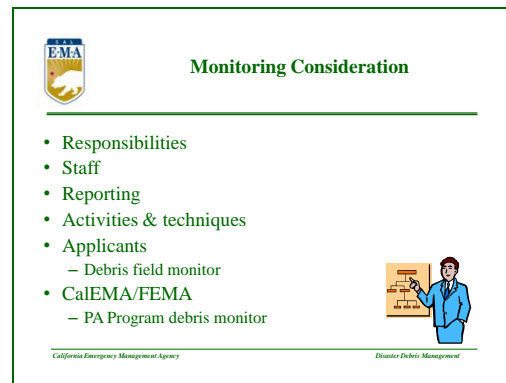 CAL
E·M·A
Monitoring Consideration
• Responsibilities
• Staff
• Reporting
• Activities & techniques
• Applicants
– Debris field monitor
• CalEMA/FEMA
– PA Program debris monitor
California Emergency Management Agency
Disaster Debris Management